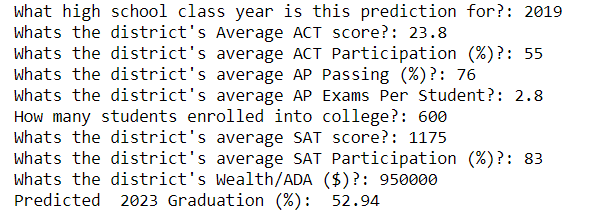 What high school class year is this prediction for?: 2019
Whats the district's Average ACT score?: 23.8
Whats the district's average ACT Participation (%)?: 55
Whats the district's average AP Passing (%)?: 76
Whats the district's average AP Exams Per Student?: 2.8
How many students enrolled into college?: 600
Whats the district's average SAT score?: 1175
Whats the district's average SAT Participation (%)?: 83
Whats the district's Wealth/ADA ($)?: 950000
Predicted  2023 Graduation (%):  52.94